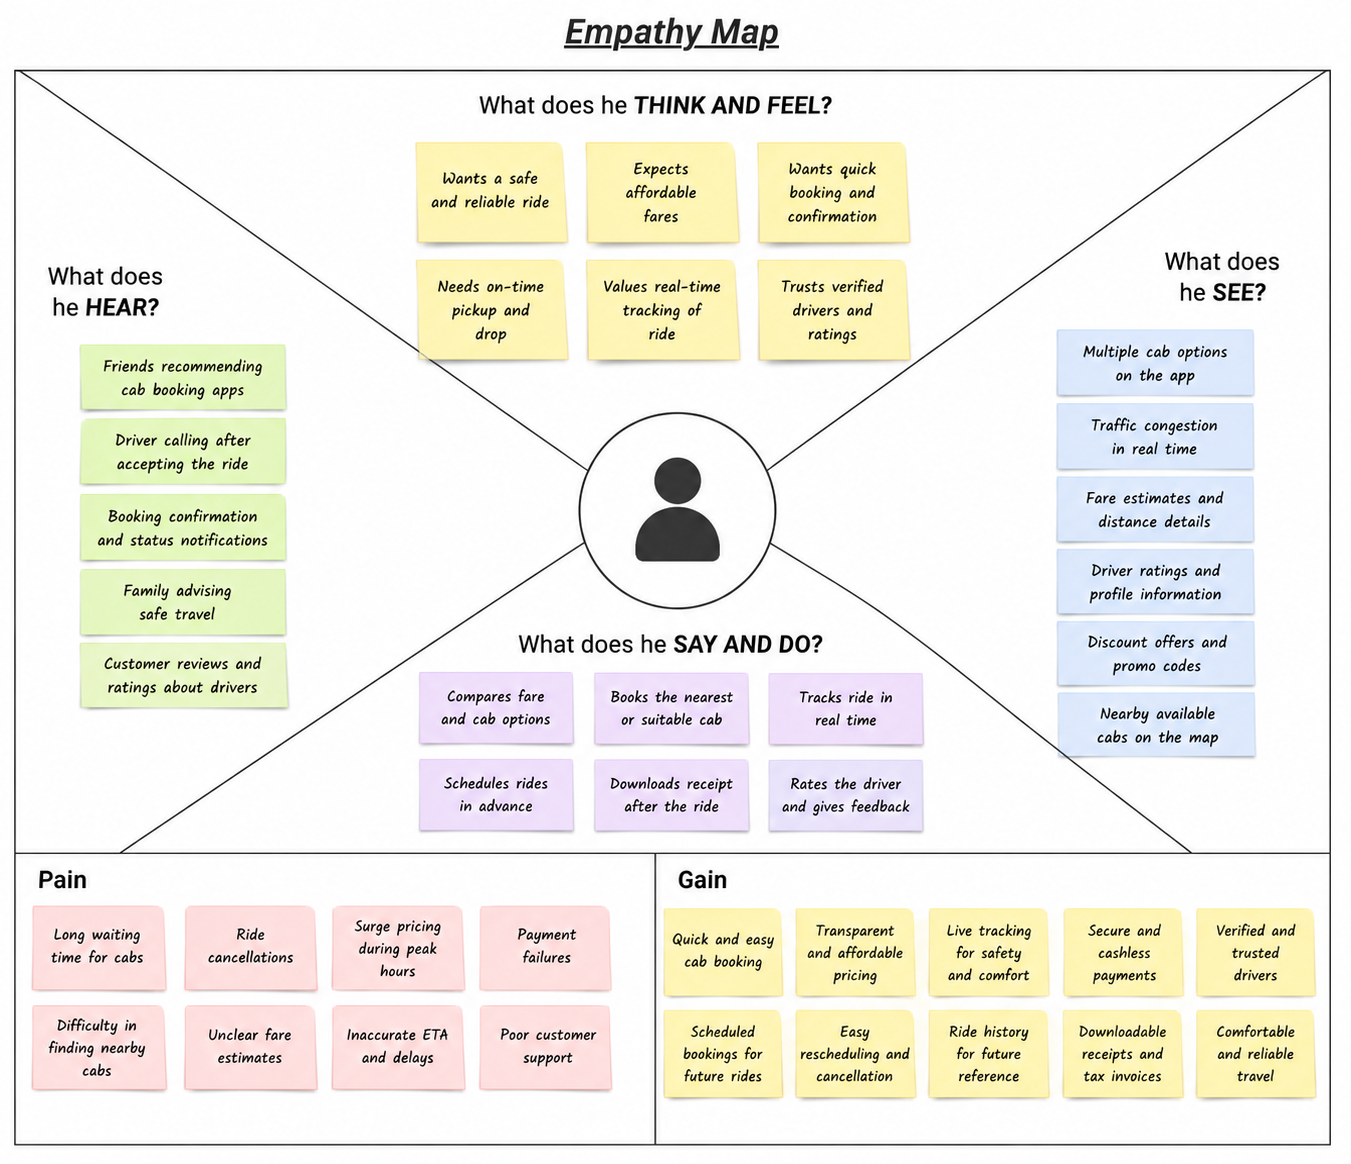 Empathy Map
What does he THINK AND FEEL?
Wants a safe
and reliable ride
Expects
affordable
fares
Wants quick
booking and
confirmation
Needs on-time
pickup and
drop
Values real-time
tracking of
ride
Trusts verified
drivers and
ratings
What does
he HEAR?
Friends recommending
cab booking apps
Driver calling after
accepting the ride
Booking confirmation
and status notifications
Family advising
safe travel
Customer reviews and
ratings about drivers
What does
he SEE?
Multiple cab options
on the app
Traffic congestion
in real time
Fare estimates and
distance details
Driver ratings and
profile information
Discount offers and
promo codes
Nearby available
cabs on the map
What does he SAY AND DO?
Compares fare
and cab options
Books the nearest
or suitable cab
Tracks ride in
real time
Schedules rides
in advance
Downloads receipt
after the ride
Rates the driver
and gives feedback
Pain
Long waiting
time for cabs
Ride
cancellations
Surge pricing
during peak
hours
Payment
failures
Difficulty in
finding nearby
cabs
Unclear fare
estimates
Inaccurate ETA
and delays
Poor customer
support
Gain
Quick and easy
cab booking
Transparent
and affordable
pricing
Live tracking
for safety
and comfort
Secure and
cashless
payments
Verified and
trusted
drivers
Scheduled
bookings for
future rides
Easy
rescheduling and
cancellation
Ride history
for future
reference
Downloadable
receipts and
tax invoices
Comfortable
and reliable
travel